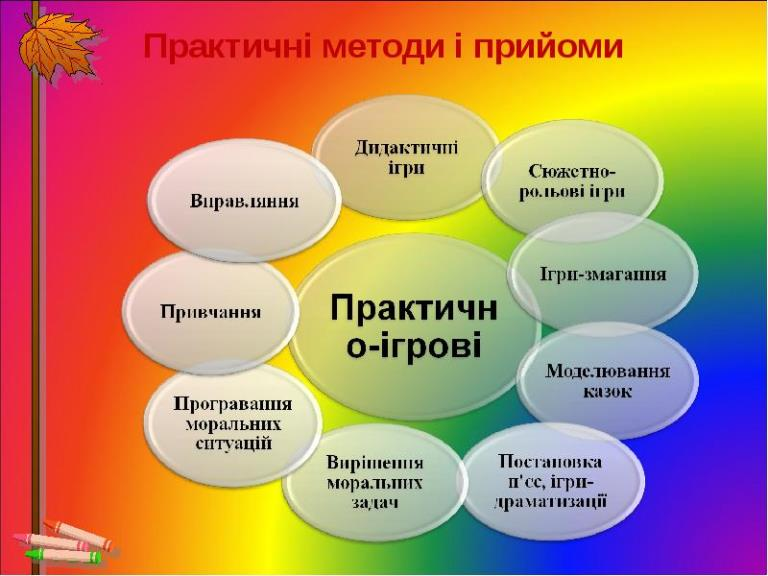 Практичні методи і прийоми
Дидактичні
ігри
Сюжетно-
рольові ігри
Ігри-змагання
Моделювання
казок
Постановка
п'єс, ігри-
драматизації
Вирішення
моральних
задач
Програвання
моральних
ситуацій
Привчання
Вправляння
Практичн
о-ігрові